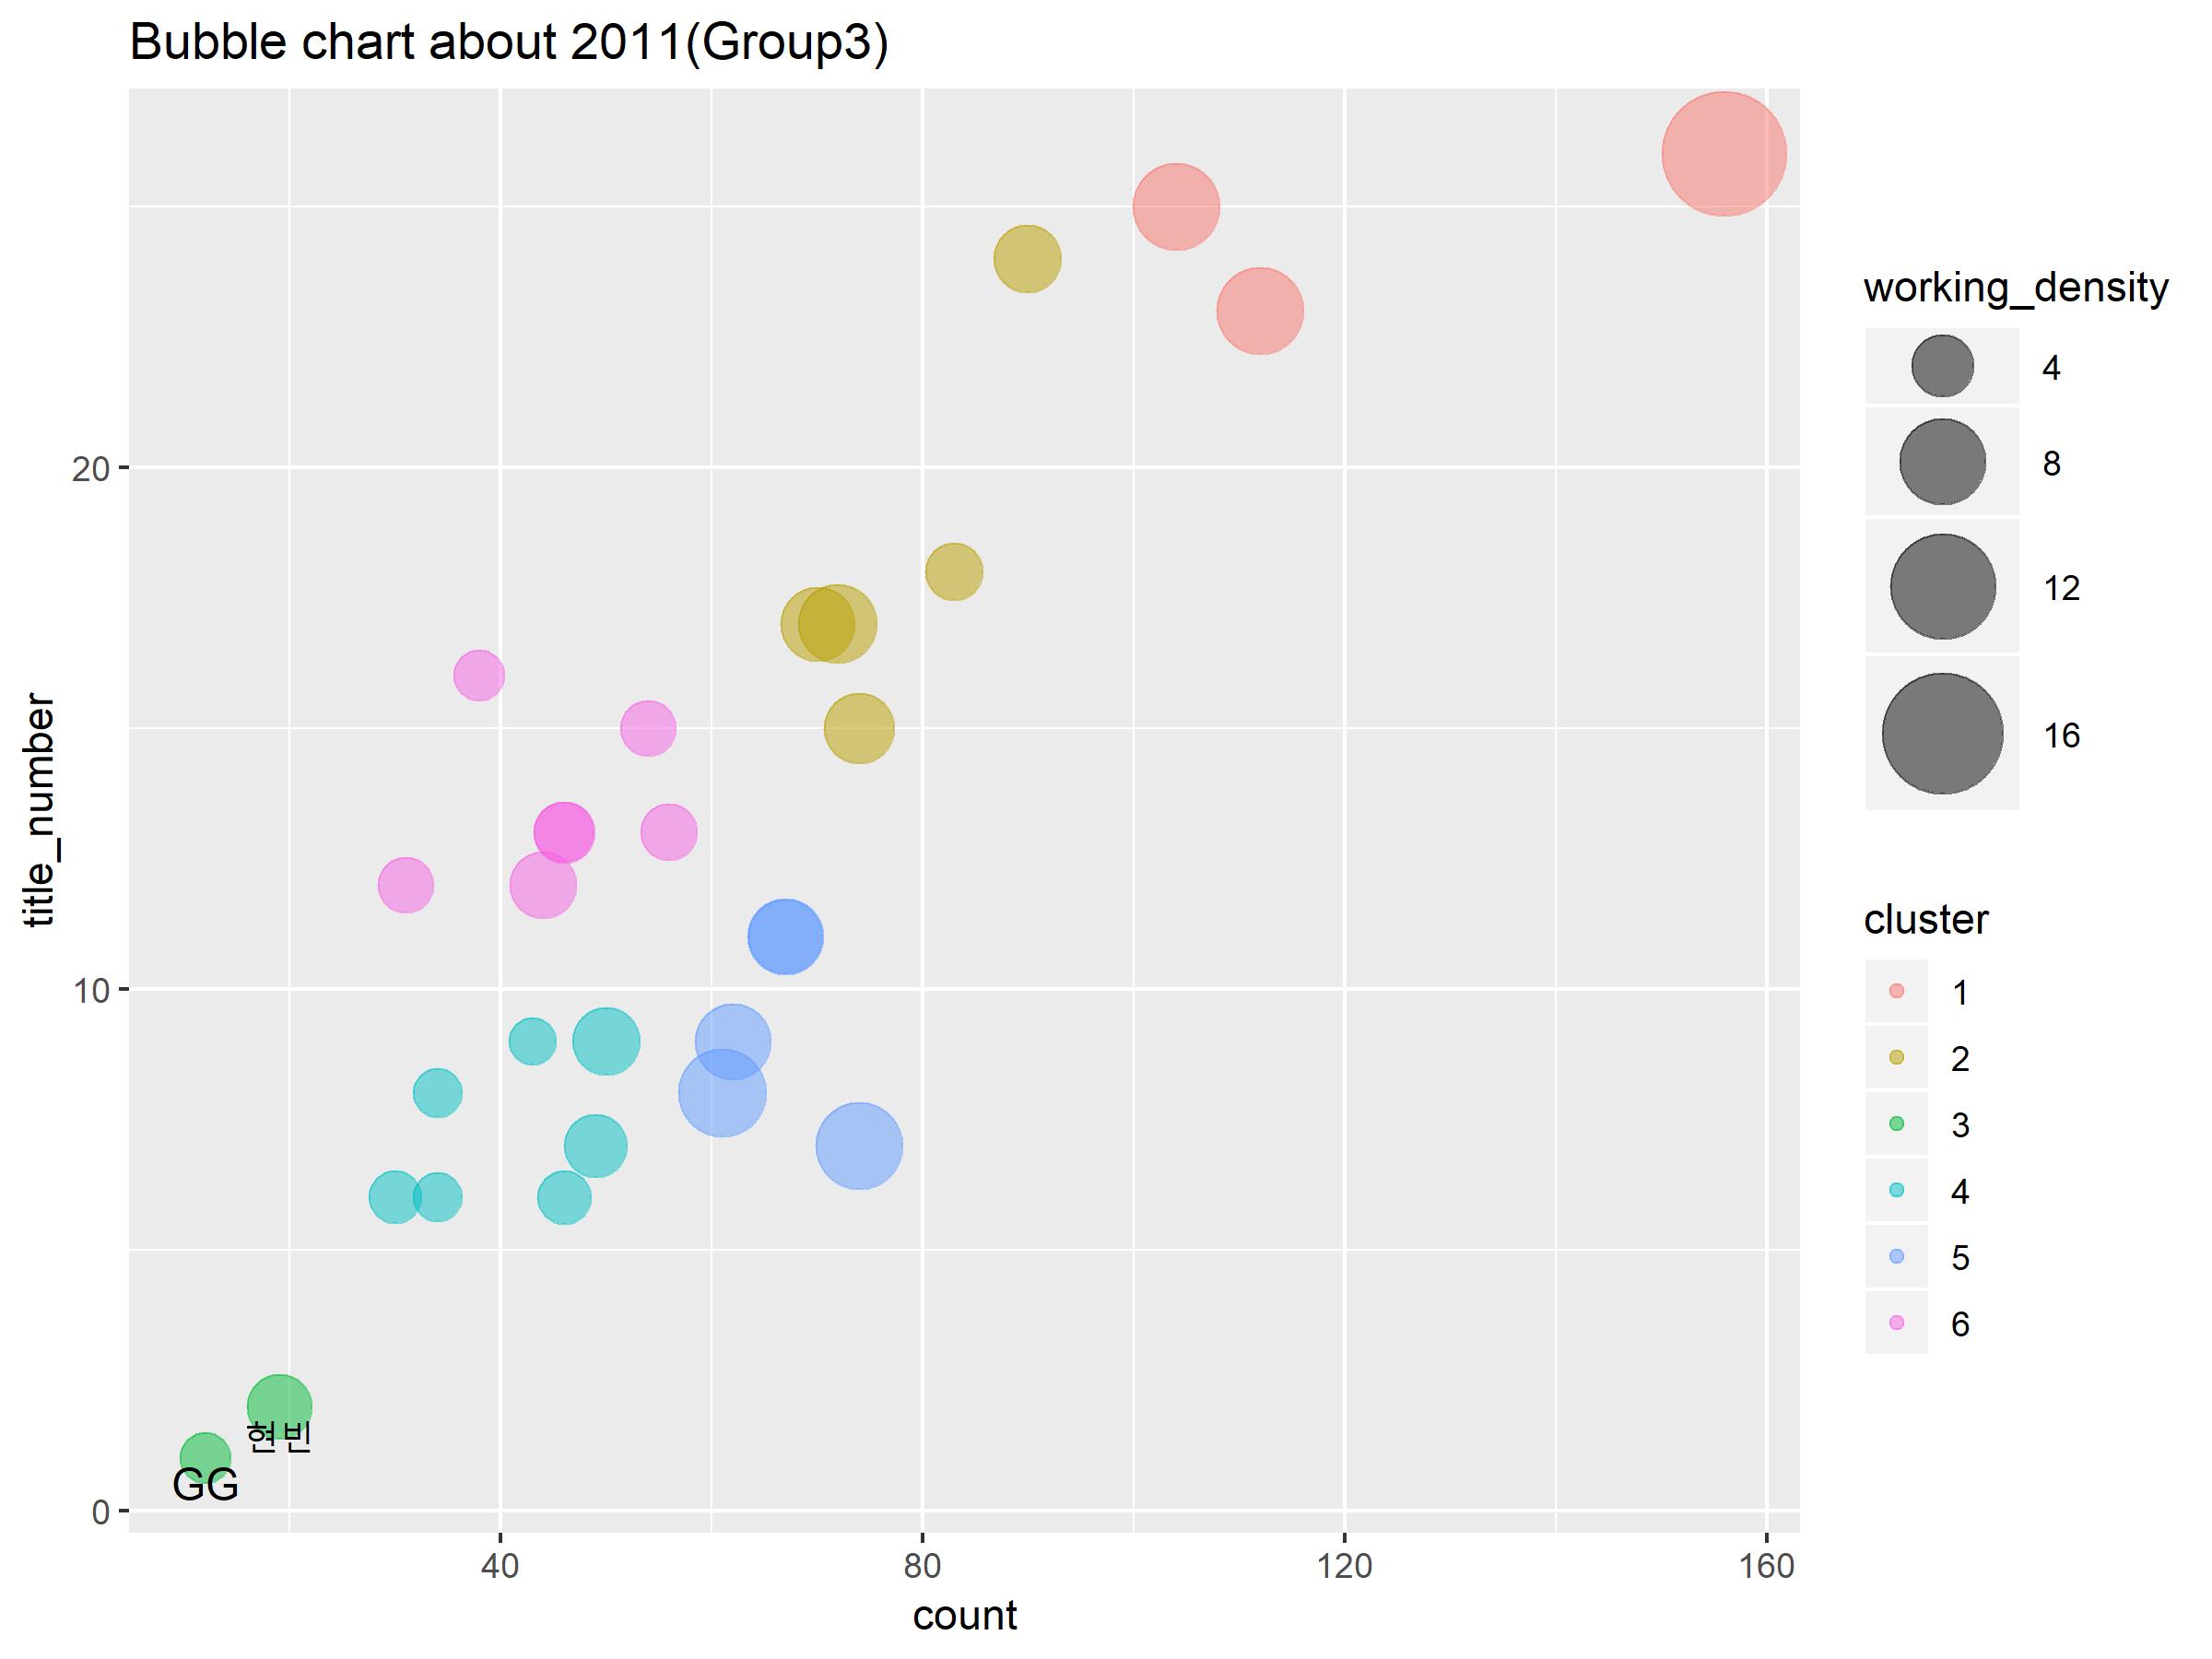 Bubble chart about 2011(Group3)
title_number
20
10
0
현빈
GG
40 80 120 160
count
working_density
4
8
12
16
cluster
1
2
3
4
5
6